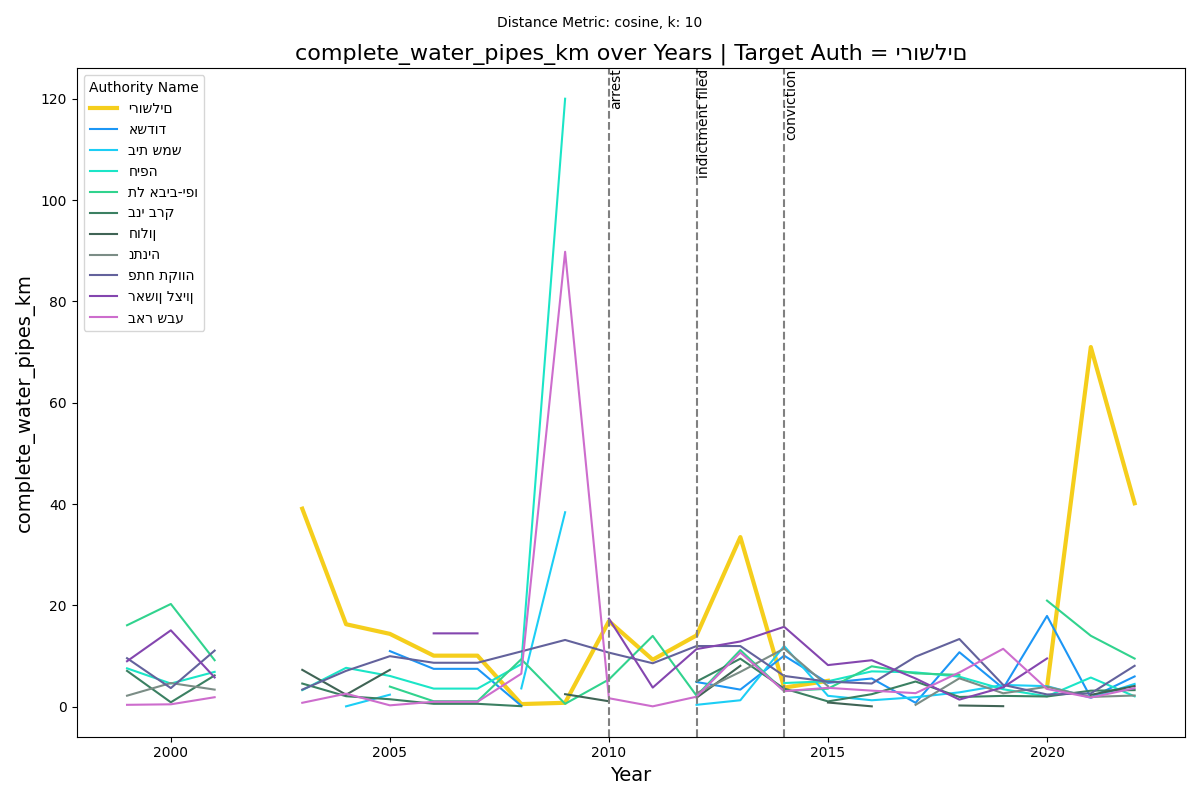 Distance Metric: cosine, k: 10
complete_water_pipes_km over Years | Target Auth = ירושלים
Authority Name
ירושלים
אשדוד
בית שמש
חיפה
תל אביב-יפו
בני ברק
חולון
נתניה
פתח תקווה
ראשון לציון
באר שבע
arrest
indictment filed
conviction
120
100
80
60
40
20
0
complete_water_pipes_km
2000
2005
2010
2015
2020
Year